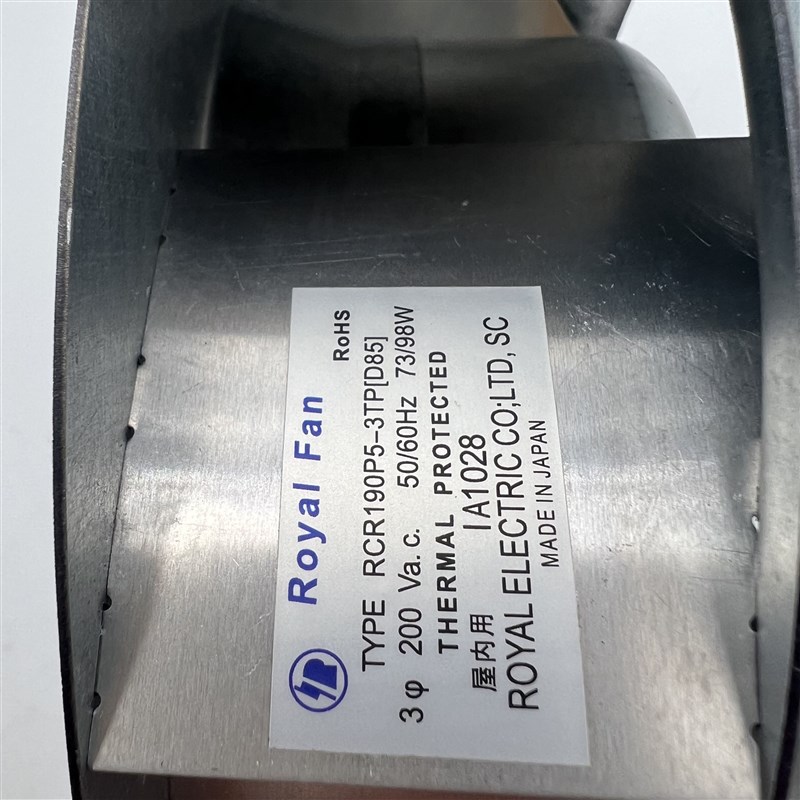 Royal Fan
RoHS
TYPE RCR190P5-3TP[D85]
3φ 200 Va.c. 50/60Hz 73/98W
THERMAL PROTECTED
屋内用 IA1028
ROYAL ELECTRIC CO;LTD, SC
MADE IN JAPAN